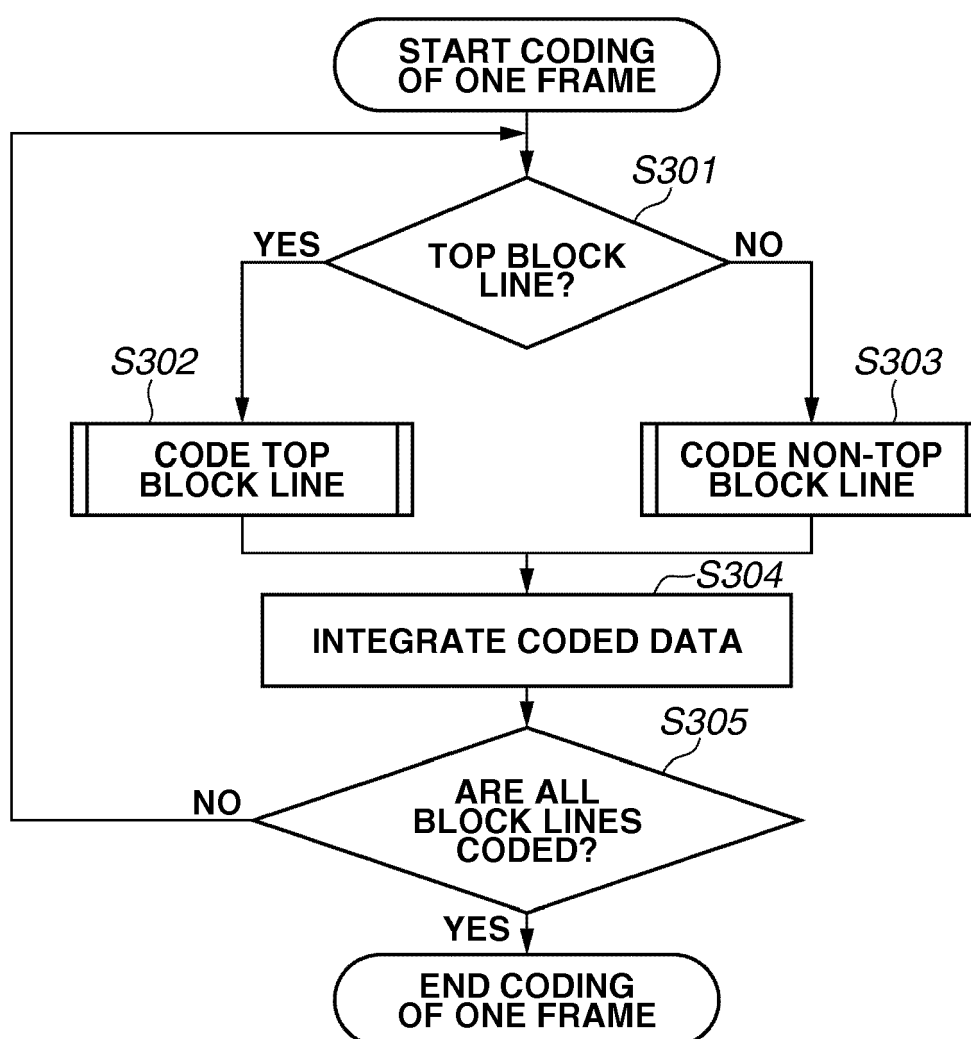 START CODING
OF ONE FRAME
S301
YES
NO
TOP BLOCK
LINE?
S302
S303
CODE TOP
BLOCK LINE
CODE NON-TOP
BLOCK LINE
S304
INTEGRATE CODED DATA
S305
NO
ARE ALL
BLOCK LINES
CODED?
YES
END CODING
OF ONE FRAME